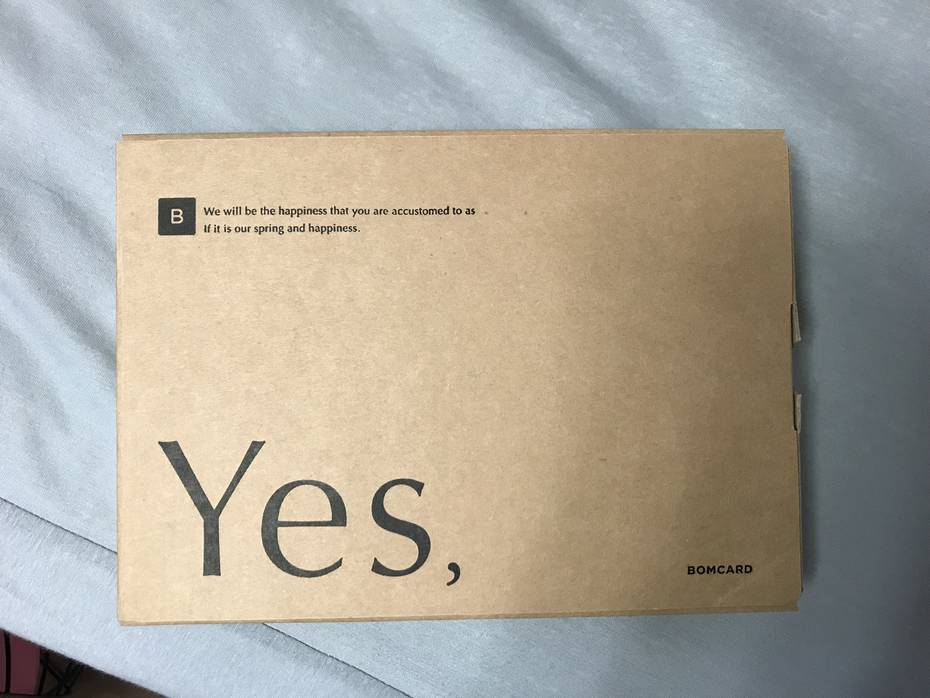 B
We will be the happiness that you are accustomed to as
If it is our spring and happiness.
Yes,
BOMCARD